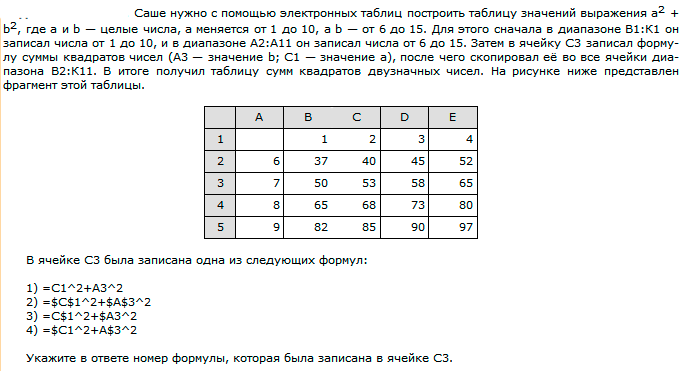 Саше нужно с помощью электронных таблиц построить таблицу значений выражения a² +
b², где a и b — целые числа, a меняется от 1 до 10, a b — от 6 до 15. Для этого сначала в диапазоне B1:K1 он
записал числа от 1 до 10, и в диапазоне A2:A11 он записал числа от 6 до 15. Затем в ячейку C3 записал форму-
лу суммы квадратов чисел (A3 — значение b; C1 — значение a), после чего скопировал её во все ячейки диа-
пазона B2:K11. В итоге получил таблицу сумм квадратов двузначных чисел. На рисунке ниже представлен
фрагмент этой таблицы.
A B C D E
1 1 2 3 4
2 6 37 40 45 52
3 7 50 53 58 65
4 8 65 68 73 80
5 9 82 85 90 97
В ячейке C3 была записана одна из следующих формул:
1) =C1^2+A3^2
2) =$C$1^2+$A$3^2
3) =C$1^2+$A3^2
4) =$C1^2+A$3^2
Укажите в ответе номер формулы, которая была записана в ячейке C3.